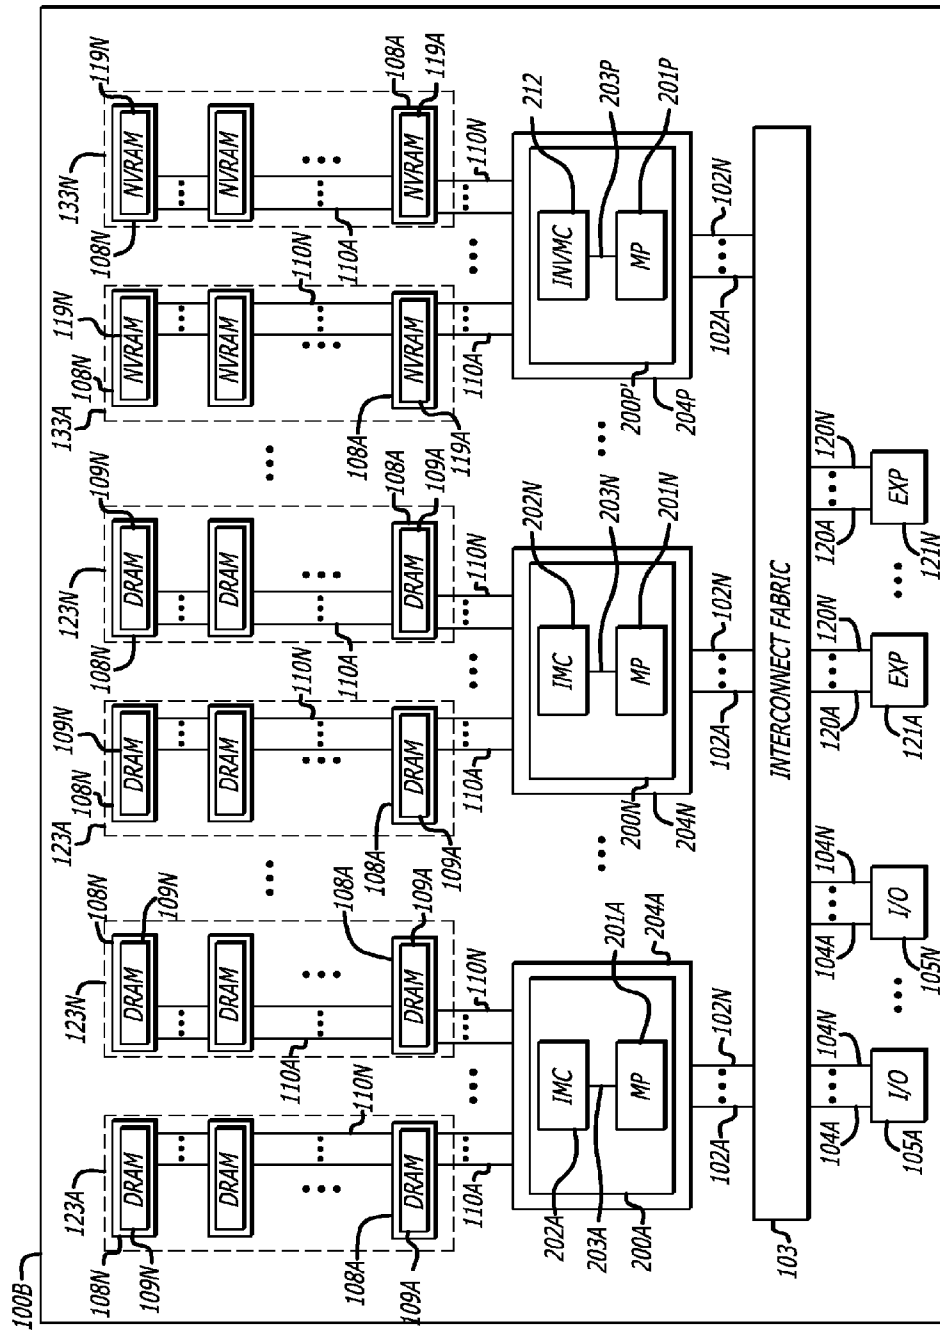 100B
108N
123A
123N
108N
123A
108N
123N
108N
133A
108N
133N
108N
109N
109N
109N
109N
119N
119N
DRAM
DRAM
DRAM
DRAM
NVRAM
NVRAM
DRAM
DRAM
DRAM
DRAM
NVRAM
NVRAM
110A
110N
110A
110N
110A
110N
108A
108A
108A
108A
108A
108A
DRAM
DRAM
DRAM
DRAM
NVRAM
NVRAM
109A
109A
109A
109A
119A
119A
110A
110N
110A
110N
110A
110N
202A
IMC
202N
IMC
212
INVMC
203A
203N
203P
201A
MP
201N
MP
201P
MP
200A
204A
200N
204N
200P'
204P
102A
102N
102A
102N
102A
102N
103
INTERCONNECT FABRIC
104A
104N
104A
104N
120A
120N
120A
120N
I/O
I/O
EXP
EXP
105A
105N
121A
121N